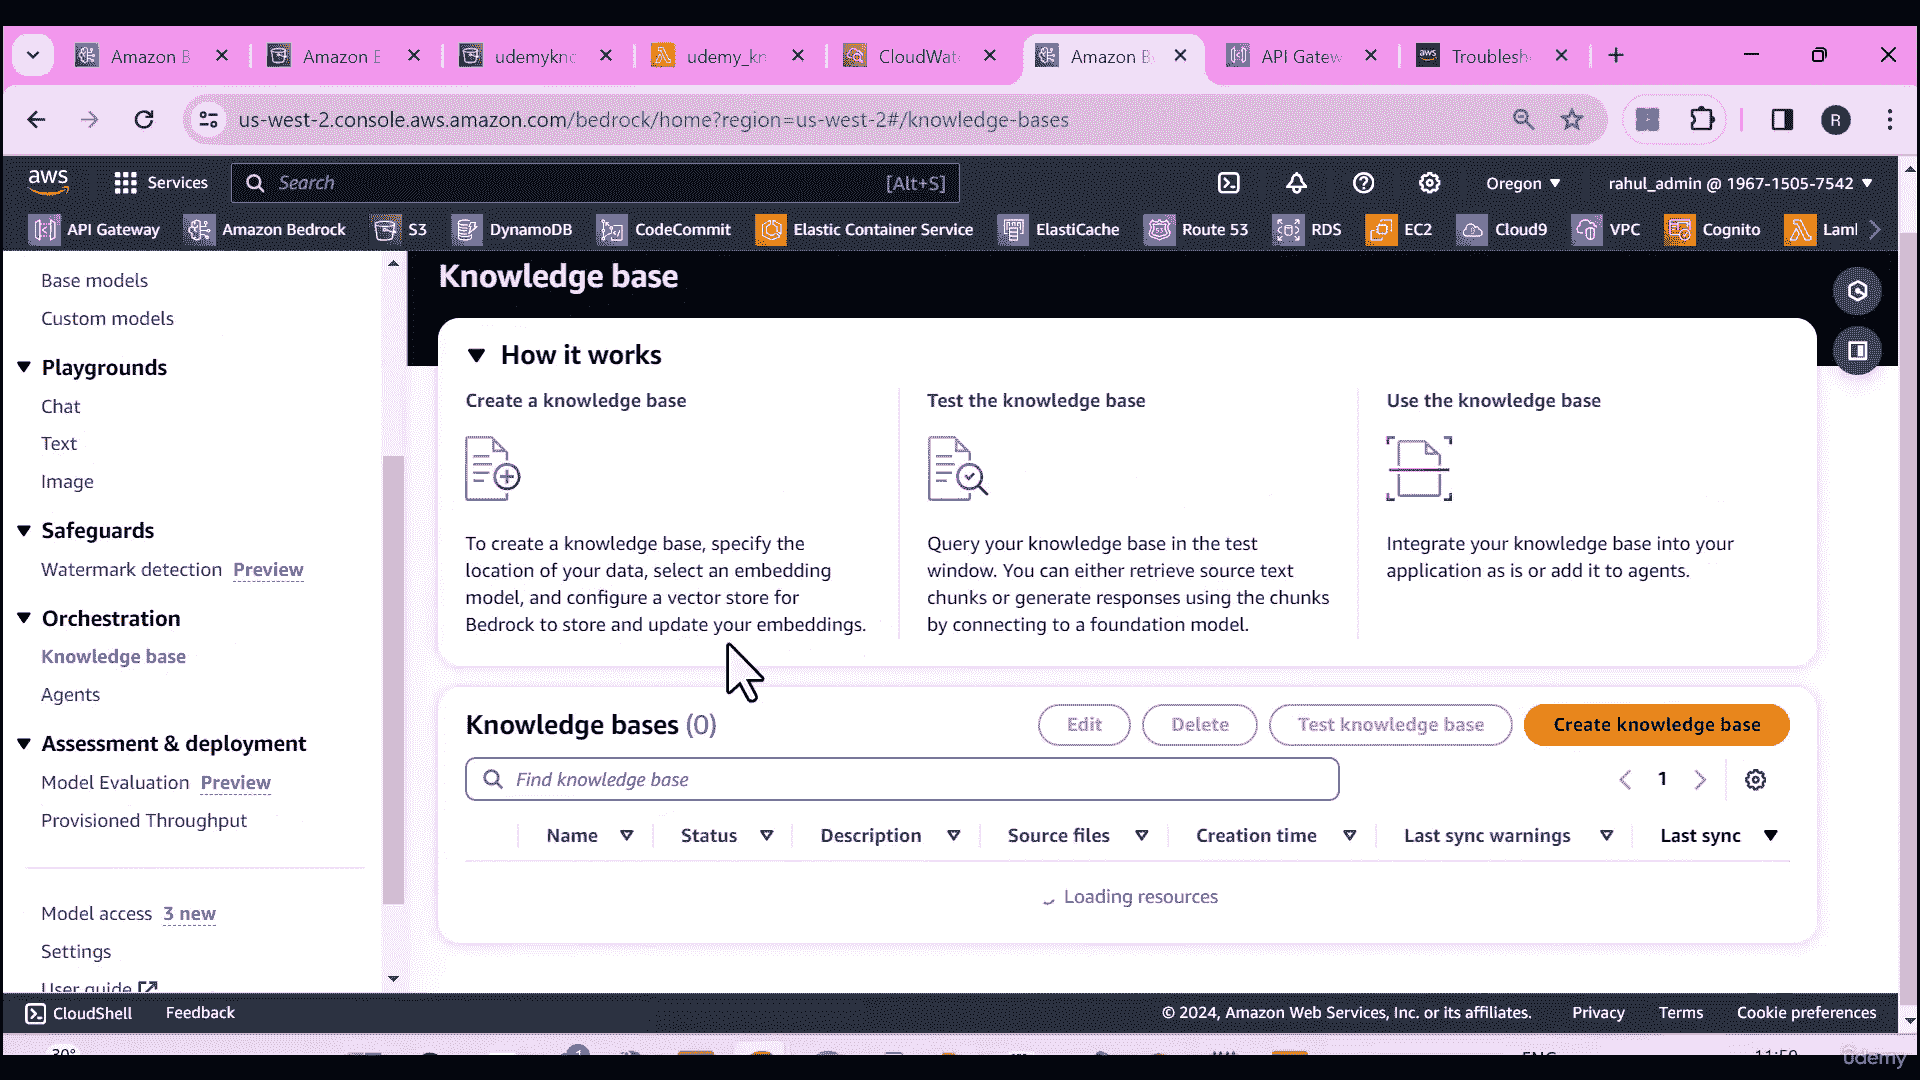 Amazon B
Amazon E
udemykno
udemy_kn
CloudWat
Amazon B
API Gatew
aws
Troublesh
us-west-2.console.aws.amazon.com/bedrock/home?region=us-west-2#/knowledge-bases
R
aws
Services
Search
[Alt+S]
Oregon
rahul_admin @ 1967-1505-7542
API Gateway
Amazon Bedrock
S3
DynamoDB
CodeCommit
Elastic Container Service
ElastiCache
Route 53
RDS
EC2
Cloud9
VPC
Cognito
Laml
Base models
Custom models
Playgrounds
Chat
Text
Image
Safeguards
Watermark detection Preview
Orchestration
Knowledge base
Agents
Assessment & deployment
Model Evaluation Preview
Provisioned Throughput
Model access 3 new
Settings
User guide
Knowledge base
How it works
Create a knowledge base
To create a knowledge base, specify the
location of your data, select an embedding
model, and configure a vector store for
Bedrock to store and update your embeddings.
Test the knowledge base
Query your knowledge base in the test
window. You can either retrieve source text
chunks or generate responses using the chunks
by connecting to a foundation model.
Use the knowledge base
Integrate your knowledge base into your
application as is or add it to agents.
Knowledge bases (0)
Edit
Delete
Test knowledge base
Create knowledge base
Find knowledge base
1
Name
Status
Description
Source files
Creation time
Last sync warnings
Last sync
Loading resources
CloudShell
Feedback
© 2024, Amazon Web Services, Inc. or its affiliates.
Privacy
Terms
Cookie preferences
30°
ENG
11:50
ûdemy